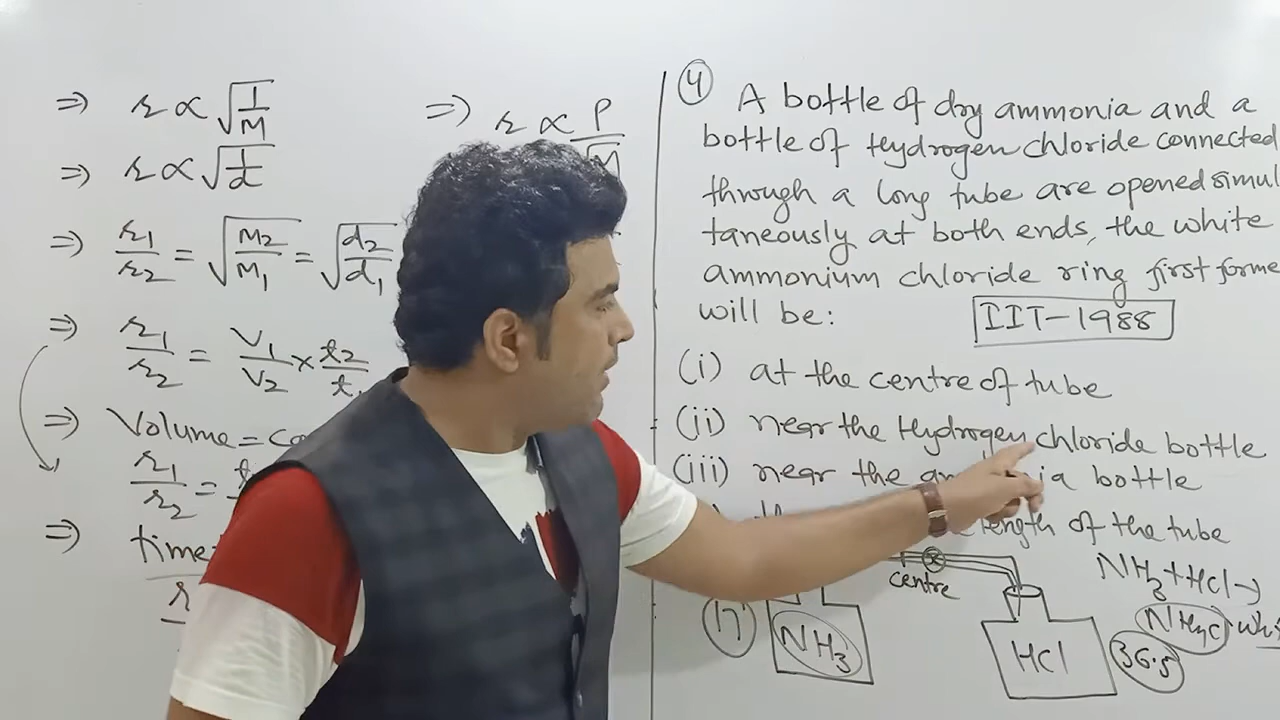 ⇒ r ∝ √(1/M)
⇒ r ∝ √(1/d)
⇒ r1/r2 = √(M2/M1) = √(d2/d1)
⇒ r1/r2 = V1/V2 × t2/t
⇒ Volume =
r1/r2 =
⇒ time
r
⇒ r ∝ P/√M
④ A bottle of dry ammonia and a
bottle of Hydrogen chloride connected
through a long tube are opened simul
taneously at both ends, the white
ammonium chloride ring first forme
will be:
IIT-1988
(i) at the centre of tube
(ii) near the Hydrogen chloride bottle
(iii) near the ia bottle
length of the tube
centre
17
NH3
HCl
36.5
NH3+HCl→
NH4C